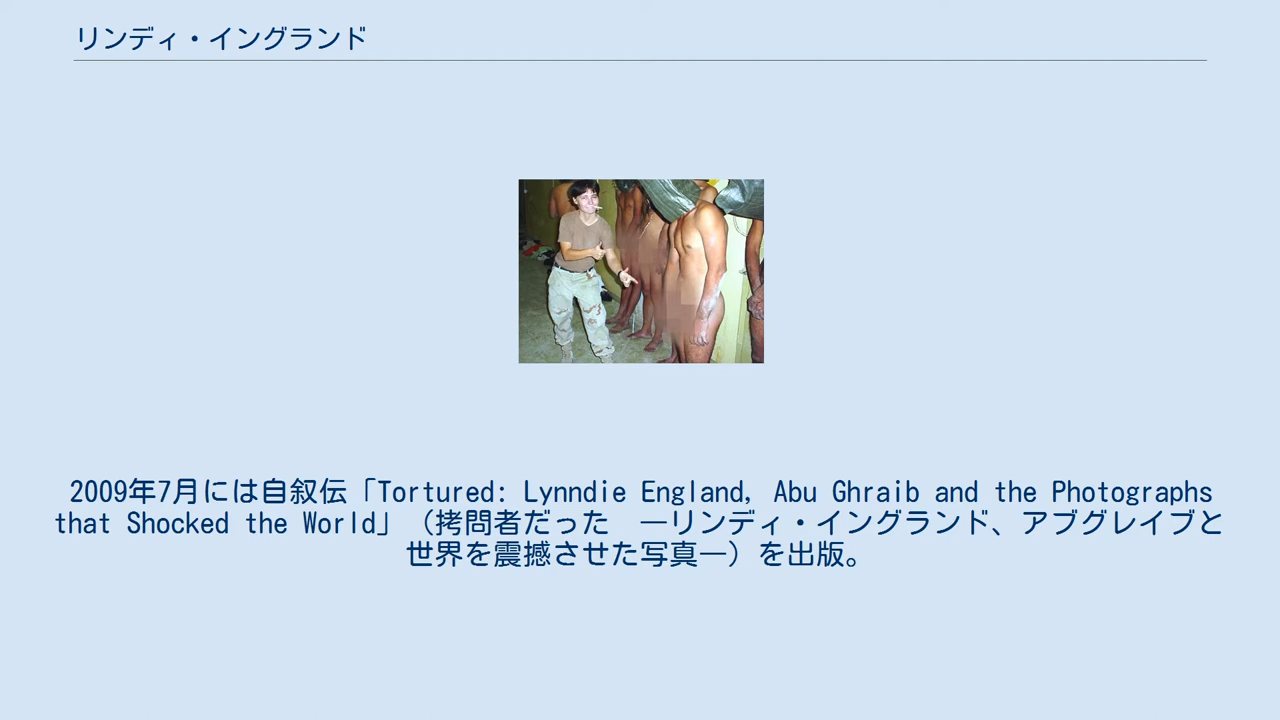 リンディ・イングランド
2009年7月には自叙伝「Tortured: Lynndie England, Abu Ghraib and the Photographs
that Shocked the World」（拷問者だった　―リンディ・イングランド、アブグレイブと
世界を震撼させた写真―）を出版。